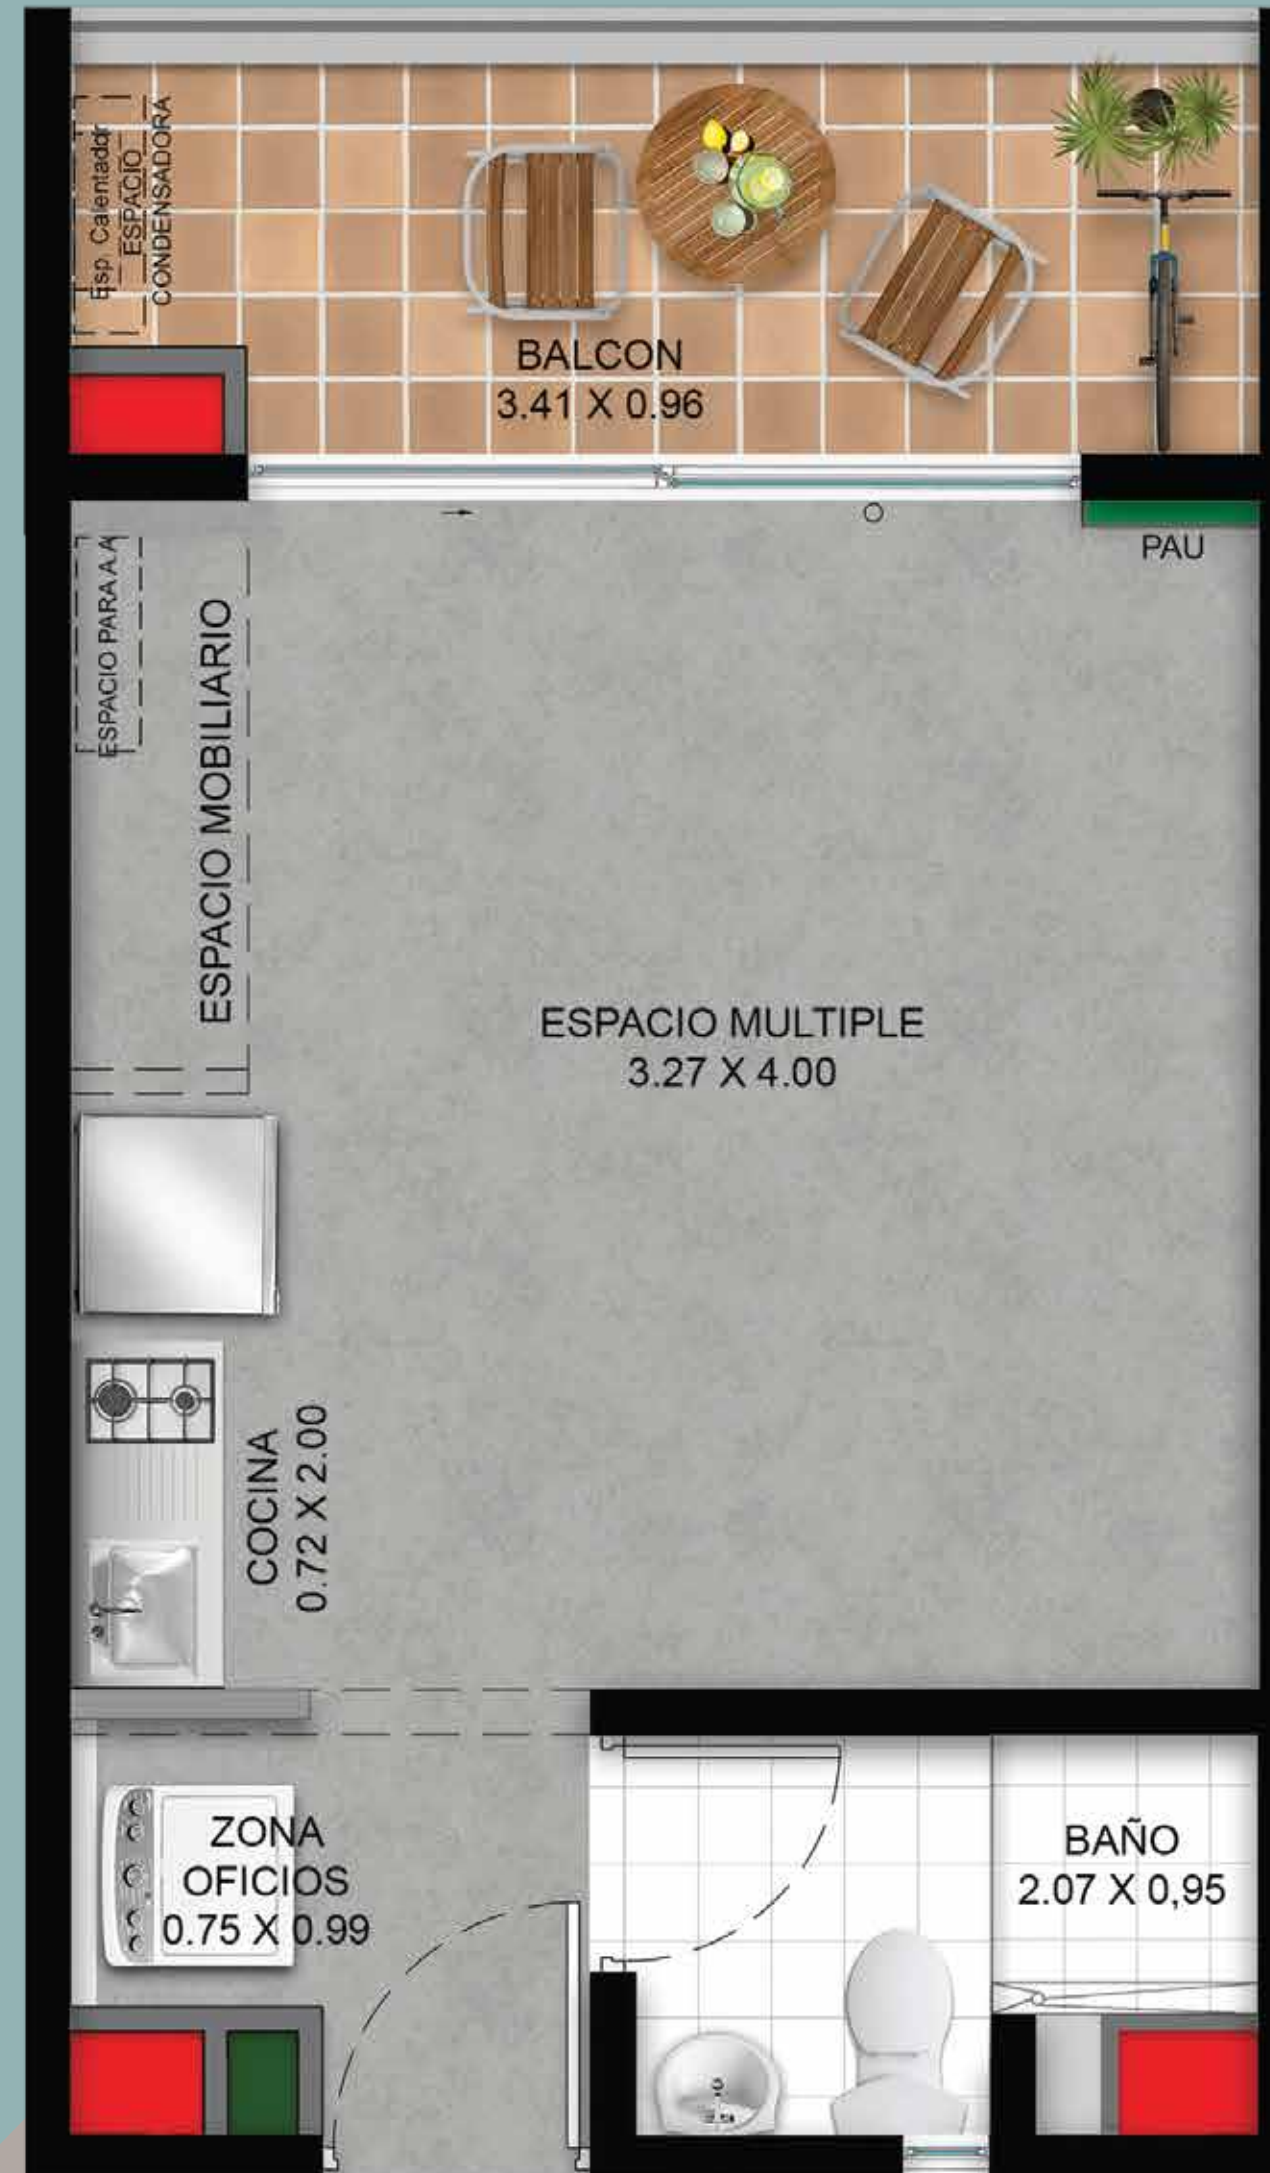 Esp. Calentador
ESPACIO
CONDENSADORA
BALCON
3.41 X 0.96
PAU
ESPACIO PARA A.A
ESPACIO MOBILIARIO
ESPACIO MULTIPLE
3.27 X 4.00
COCINA
0.72 X 2.00
ZONA
OFICIOS
0.75 X 0.99
BAÑO
2.07 X 0,95